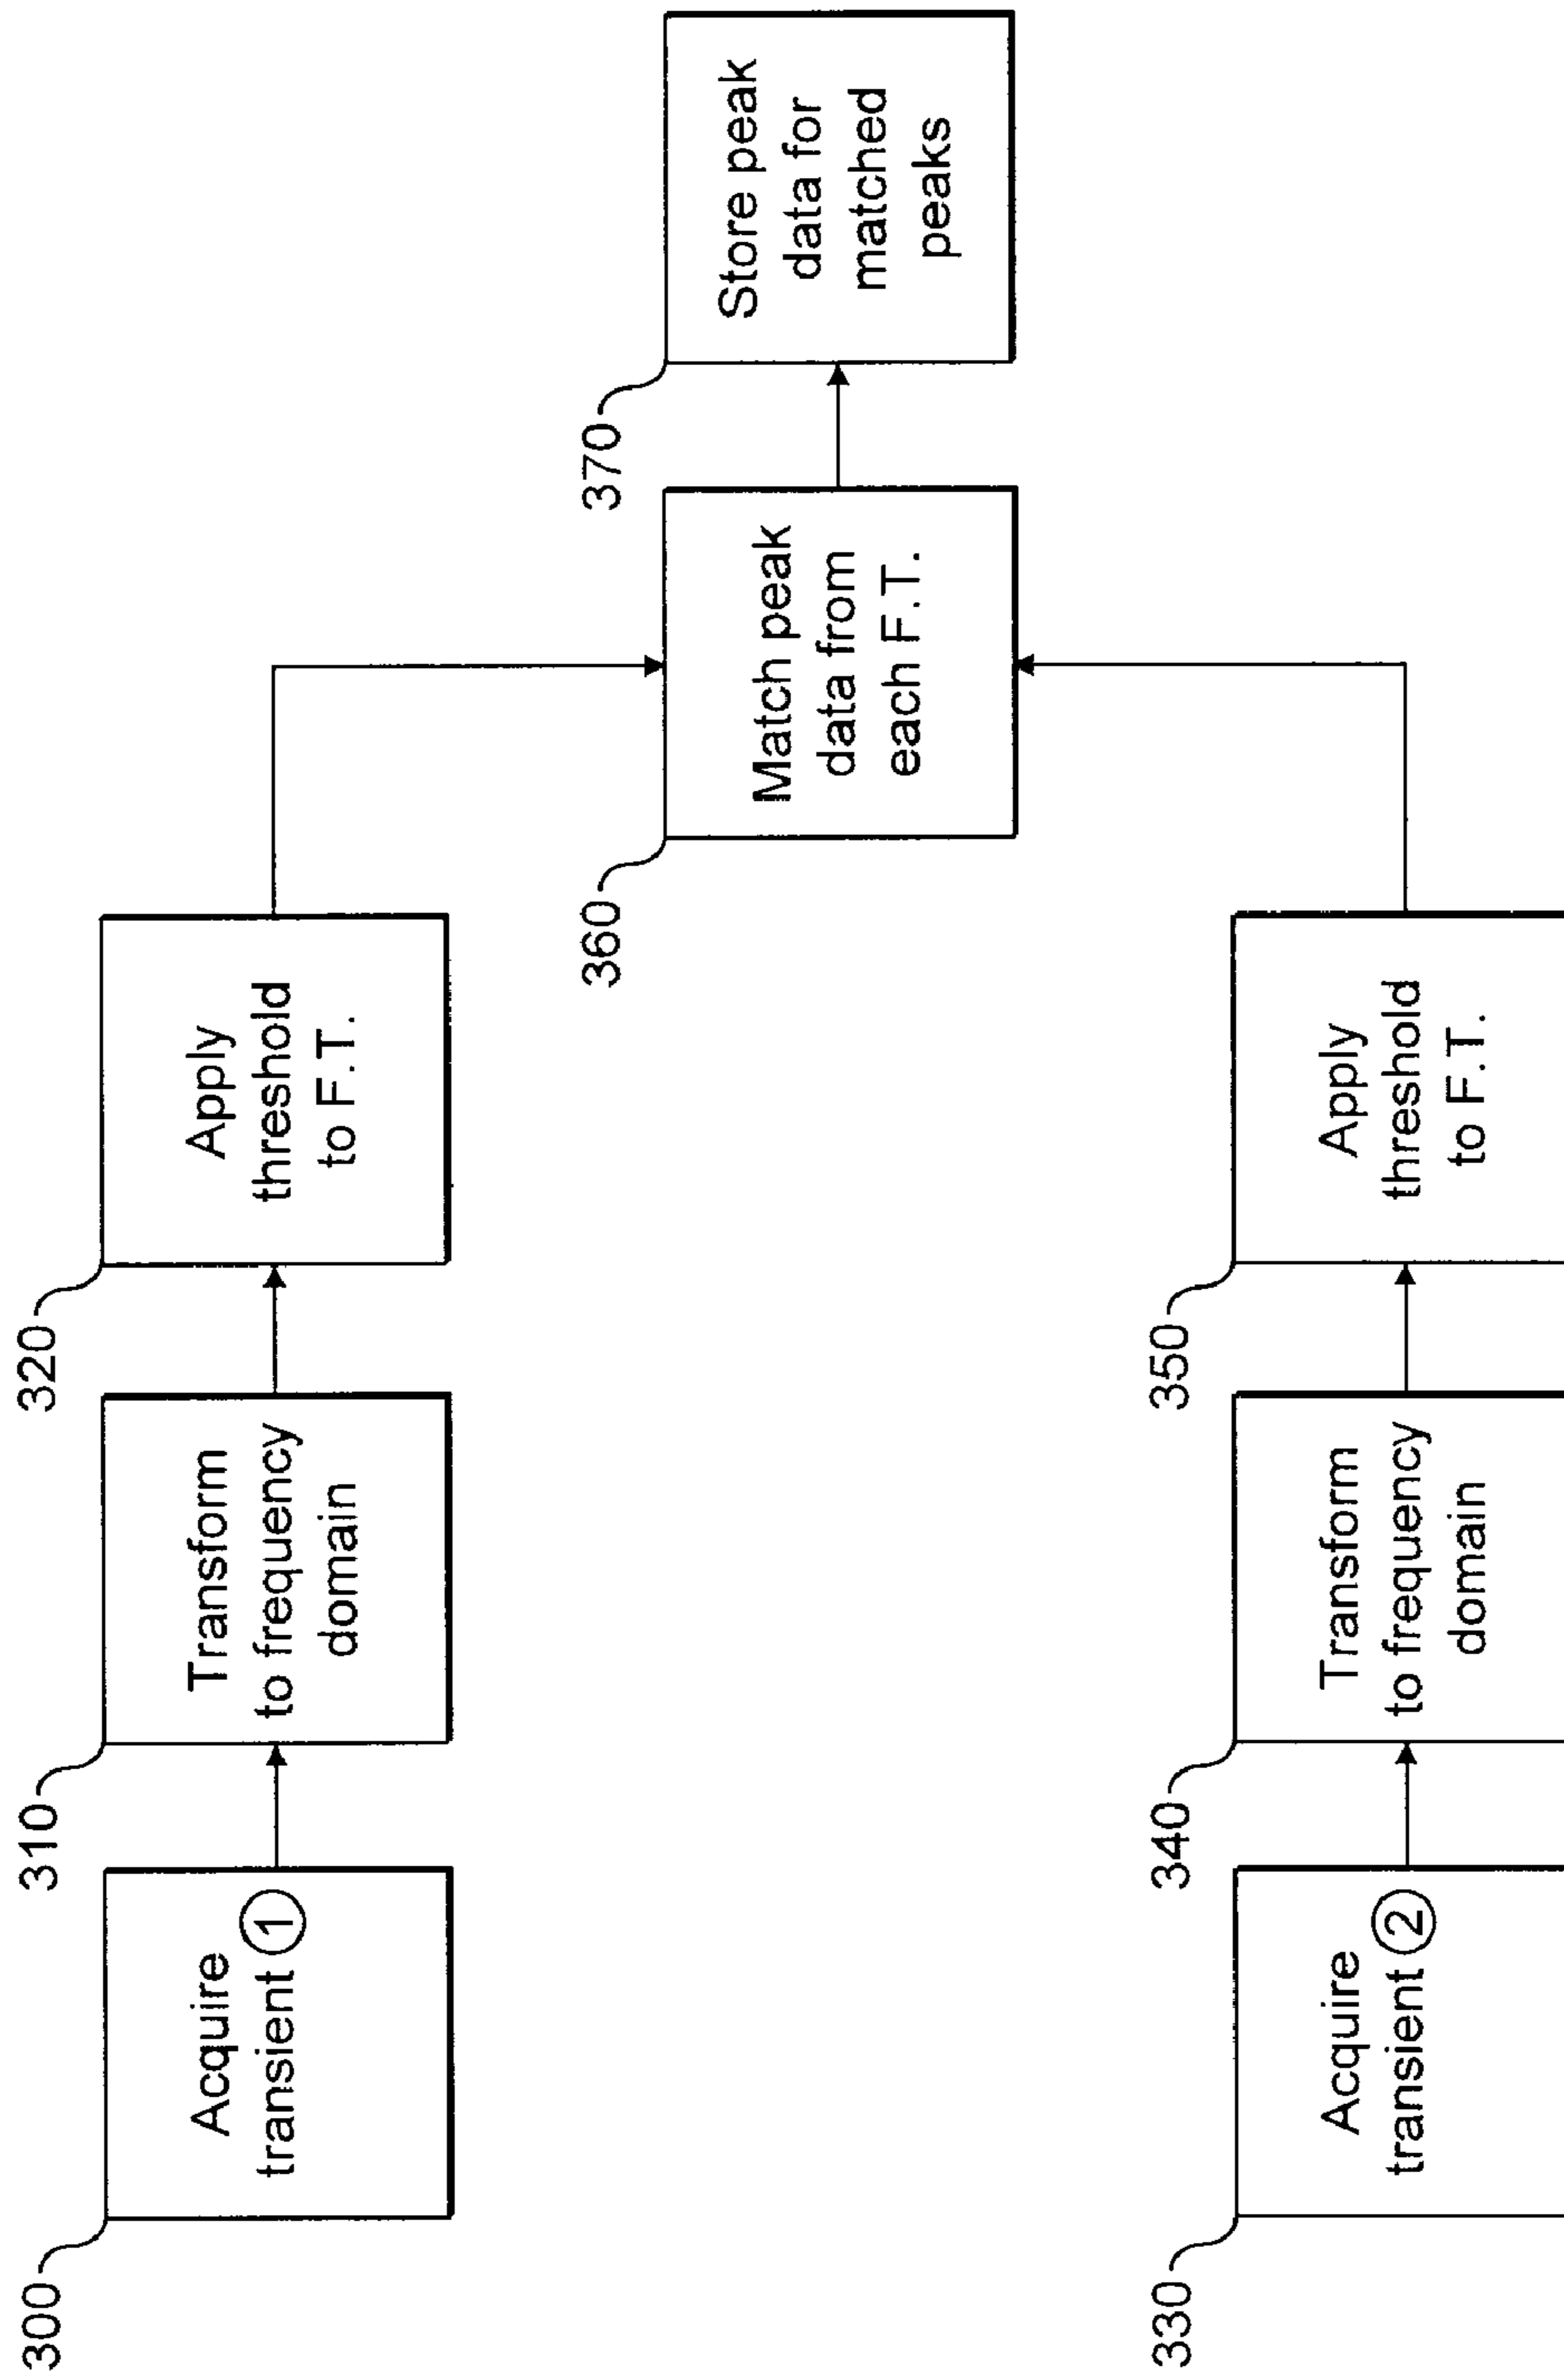 300
Acquire
transient 1
310
Transform
to frequency
domain
320
Apply
threshold
to F.T.
330
Acquire
transient 2
340
Transform
to frequency
domain
350
Apply
threshold
to F.T.
360
Match peak
data from
each F.T.
370
Store peak
data for
matched
peaks